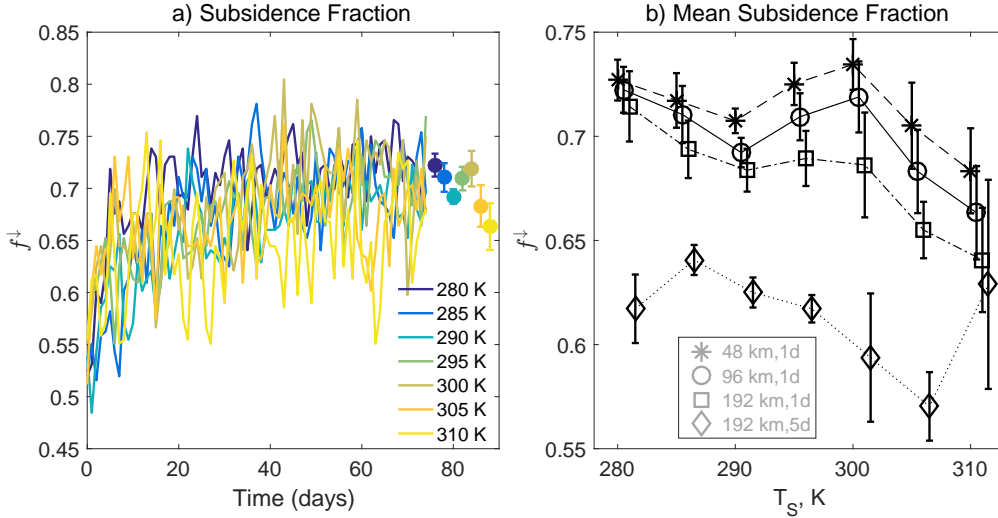 a) Subsidence Fraction
0.85
0.8
0.75
0.7
0.65
0.6
0.55
0.5
0.45
f↓
0
20
40
60
80
Time (days)
280 K
285 K
290 K
295 K
300 K
305 K
310 K
b) Mean Subsidence Fraction
0.75
0.7
0.65
0.6
0.55
f↓
280
290
300
310
T_S, K
48 km,1d
96 km,1d
192 km,1d
192 km,5d